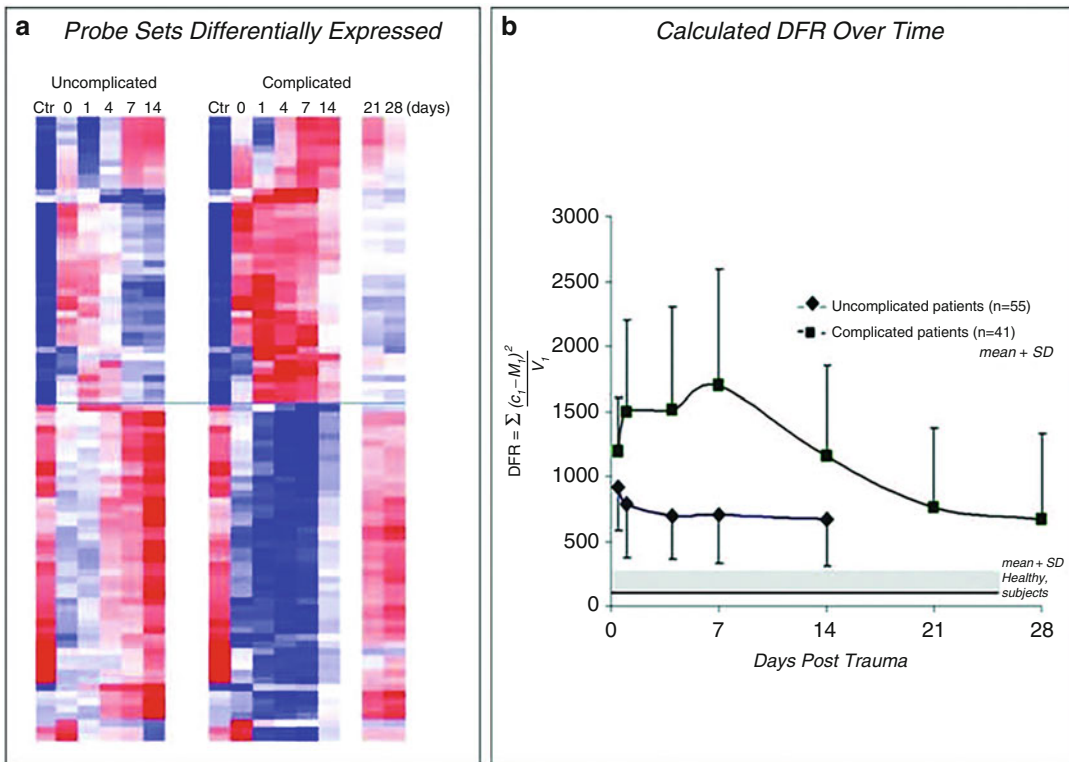 a Probe Sets Differentially Expressed
Uncomplicated Complicated
Ctr 0 1 4 7 14 Ctr 0 1 4 7 14 21 28 (days)
b Calculated DFR Over Time
3000
2500
2000
1500
1000
500
0
DFR = Σ (c₁ – M₁)² / V₁
Uncomplicated patients (n=55)
Complicated patients (n=41)
mean + SD
mean + SD
Healthy,
subjects
0 7 14 21 28
Days Post Trauma